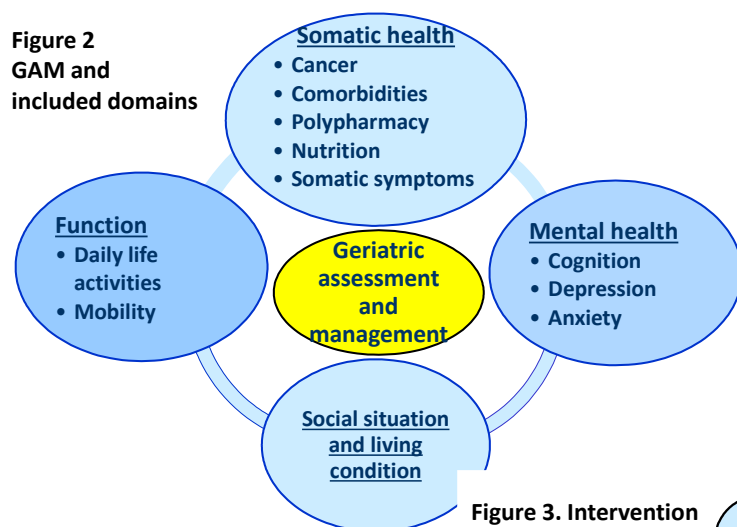 Figure 2
GAM and
included domains
Somatic health
• Cancer
• Comorbidities
• Polypharmacy
• Nutrition
• Somatic symptoms
Function
• Daily life
activities
• Mobility
Geriatric
assessment
and
management
Mental health
• Cognition
• Depression
• Anxiety
Social situation
and living
condition
Figure 3. Intervention